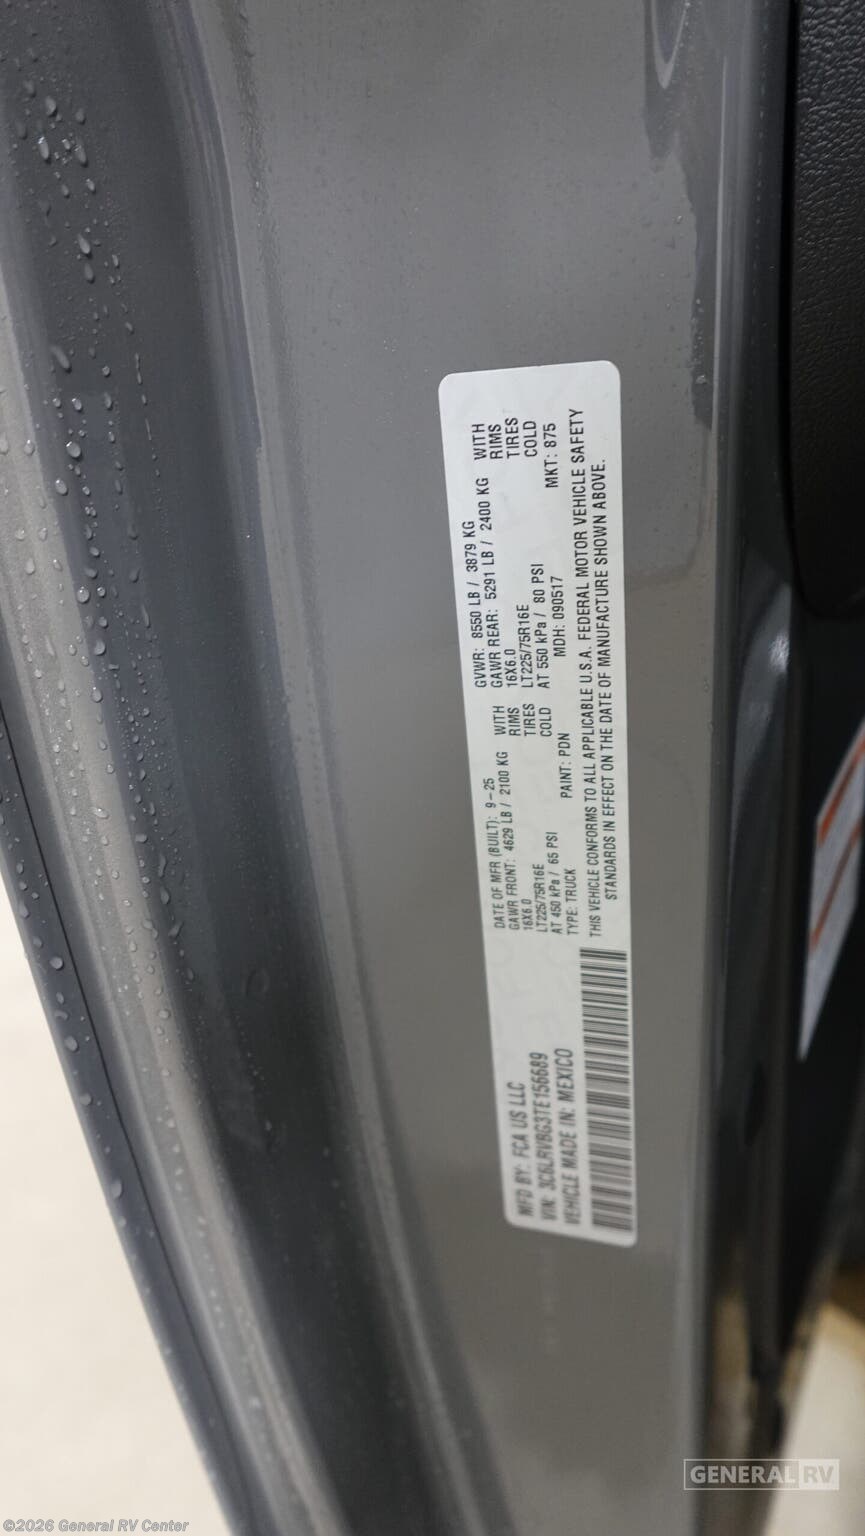 MFD BY: FCA US LLC
VIN: 3C6LRVBG3TE156689
VEHICLE MADE IN: MEXICO
DATE OF MFR (BUILT): 9-25
GAWR FRONT: 4629 LB / 2100 KG WITH
16X6.0 RIMS
LT225/75R16E TIRES
AT 450 kPa / 65 PSI COLD
TYPE: TRUCK PAINT: PDN
GVWR: 8550 LB / 3879 KG
GAWR REAR: 5291 LB / 2400 KG WITH
16X6.0 RIMS
LT225/75R16E TIRES
AT 550 kPa / 80 PSI COLD
MDH: 090517 MKT: 875
THIS VEHICLE CONFORMS TO ALL APPLICABLE U.S.A. FEDERAL MOTOR VEHICLE SAFETY
STANDARDS IN EFFECT ON THE DATE OF MANUFACTURE SHOWN ABOVE.
GENERAL RV
©2026 General RV Center